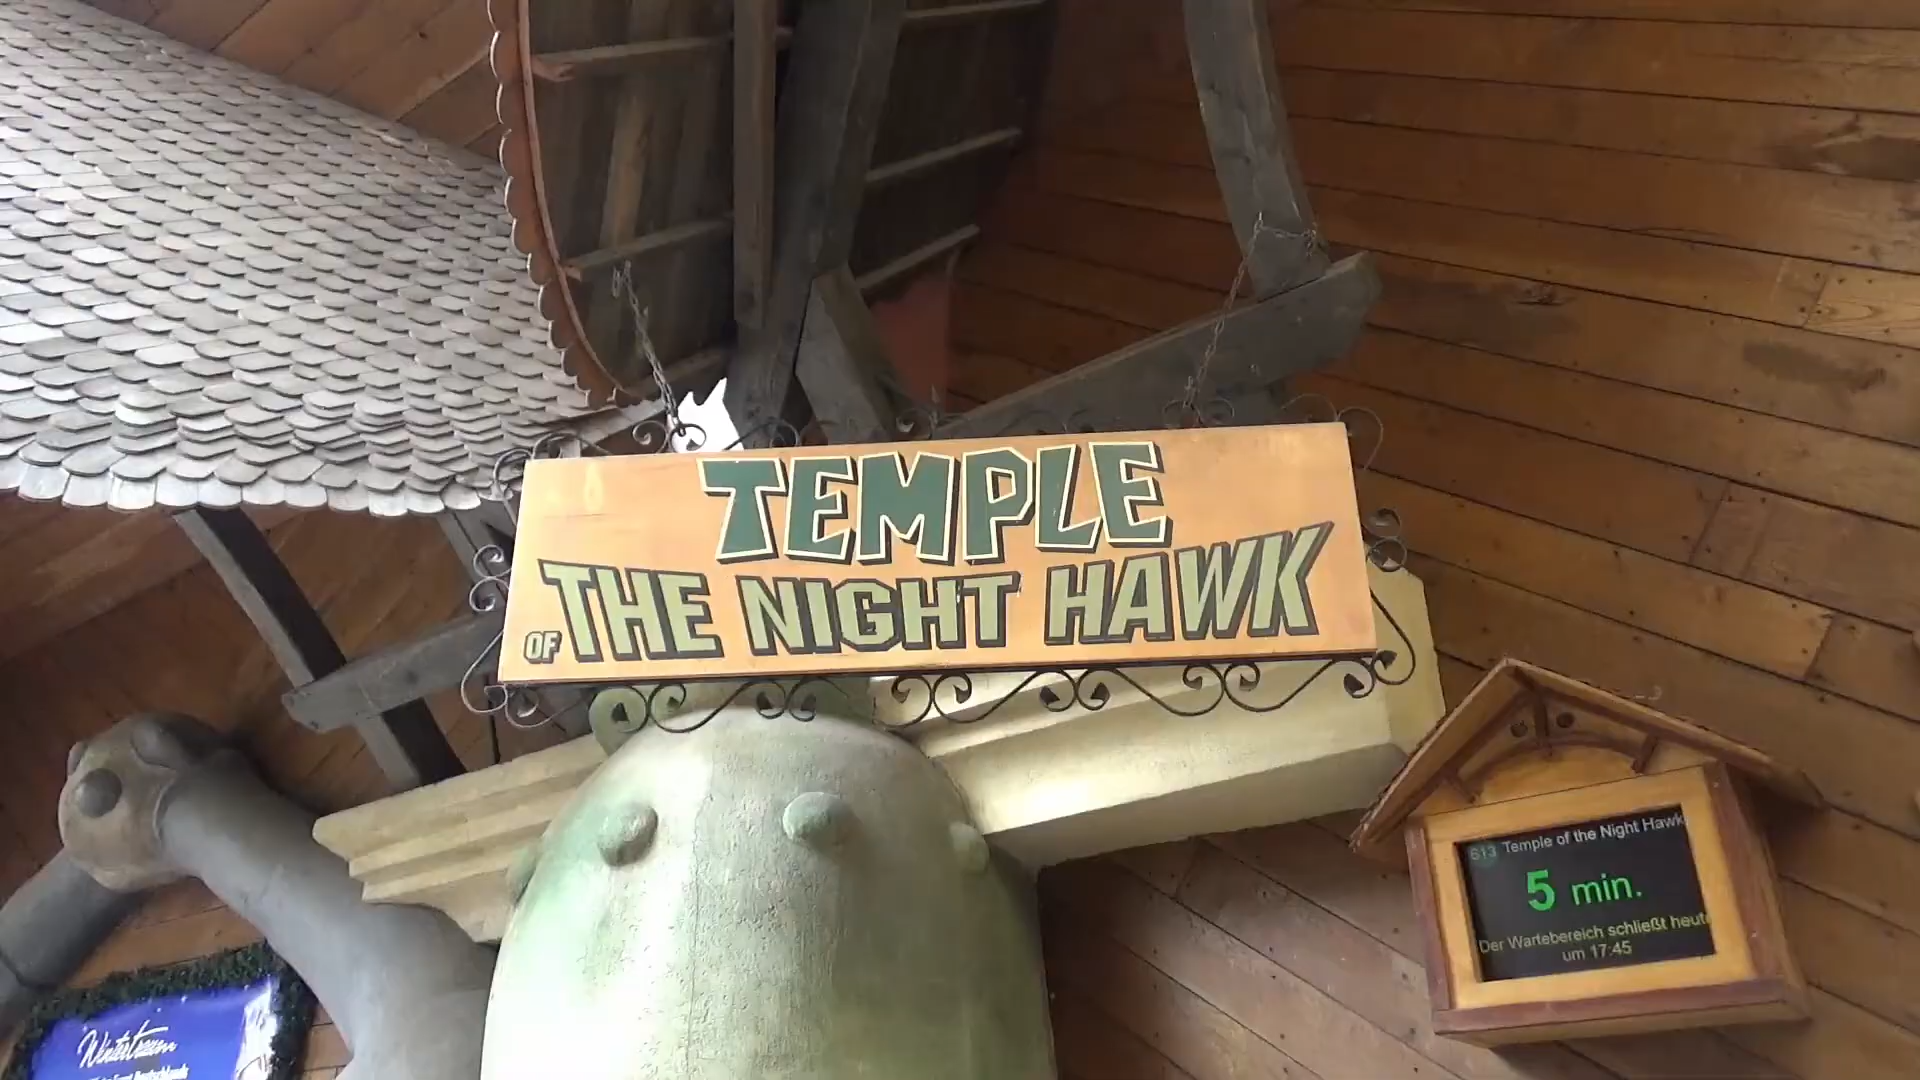 TEMPLE
OF THE NIGHT HAWK
613 Temple of the Night Hawk
5 min.
Der Wartebereich schließt heute
um 17:45
Wintertraum